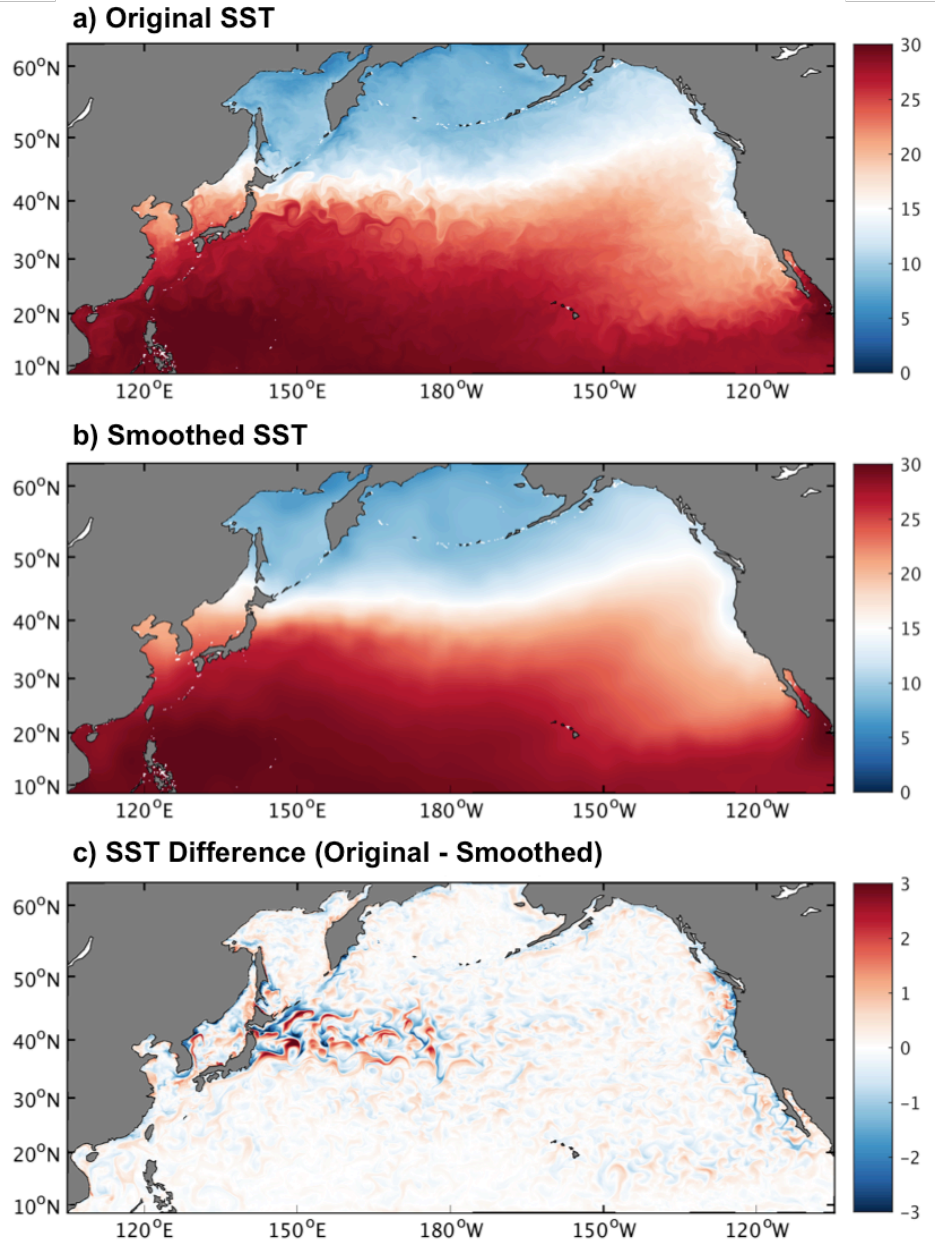 a) Original SST
60°N
50°N
40°N
30°N
20°N
10°N
120°E
150°E
180°W
150°W
120°W
30
25
20
15
10
5
0
b) Smoothed SST
60°N
50°N
40°N
30°N
20°N
10°N
120°E
150°E
180°W
150°W
120°W
30
25
20
15
10
5
0
c) SST Difference (Original - Smoothed)
60°N
50°N
40°N
30°N
20°N
10°N
120°E
150°E
180°W
150°W
120°W
3
2
1
0
−1
−2
−3